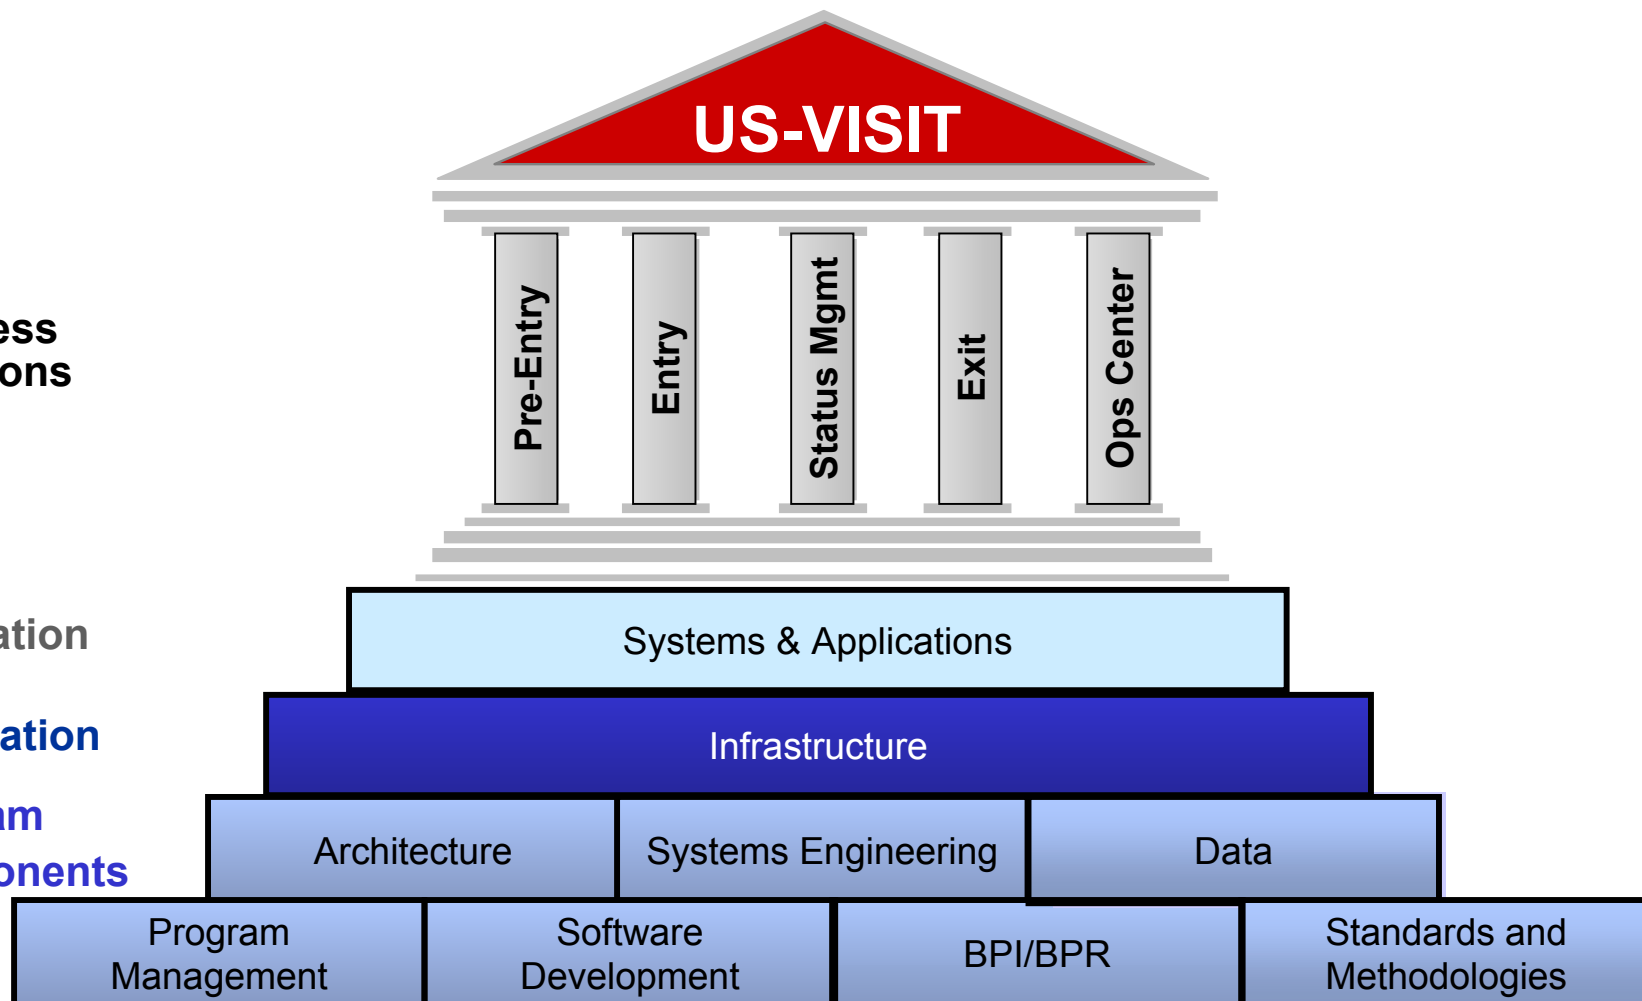 US-VISIT
Pre-Entry
Entry
Status Mgmt
Exit
Ops Center
ess
ons
ation
Systems & Applications
ation
Infrastructure
am
onents
Architecture
Systems Engineering
Data
Program
Management
Software
Development
BPI/BPR
Standards and
Methodologies